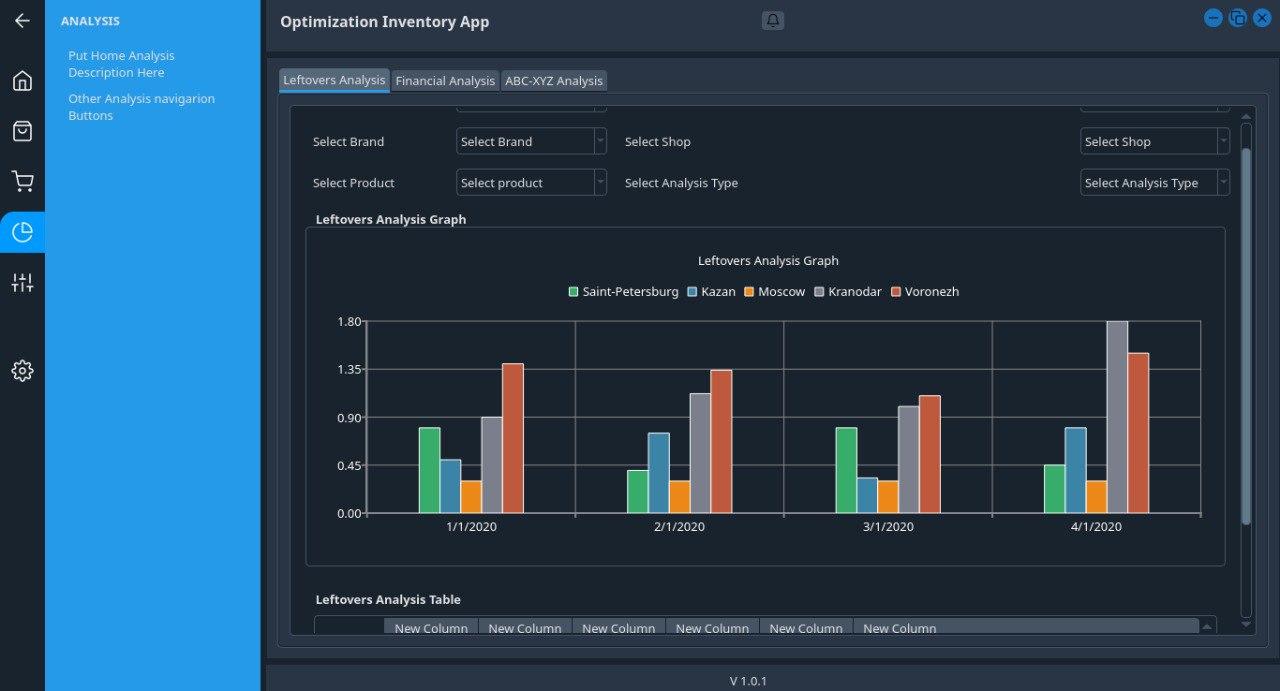 ANALYSIS
Put Home Analysis
Description Here
Other Analysis navigarion
Buttons
Optimization Inventory App
Leftovers Analysis Financial Analysis ABC-XYZ Analysis
Select Brand Select Brand Select Shop Select Shop
Select Product Select product Select Analysis Type Select Analysis Type
Leftovers Analysis Graph
Leftovers Analysis Graph
Saint-Petersburg Kazan Moscow Kranodar Voronezh
1.80
1.35
0.90
0.45
0.00
1/1/2020 2/1/2020 3/1/2020 4/1/2020
Leftovers Analysis Table
New Column New Column New Column New Column New Column New Column
V 1.0.1